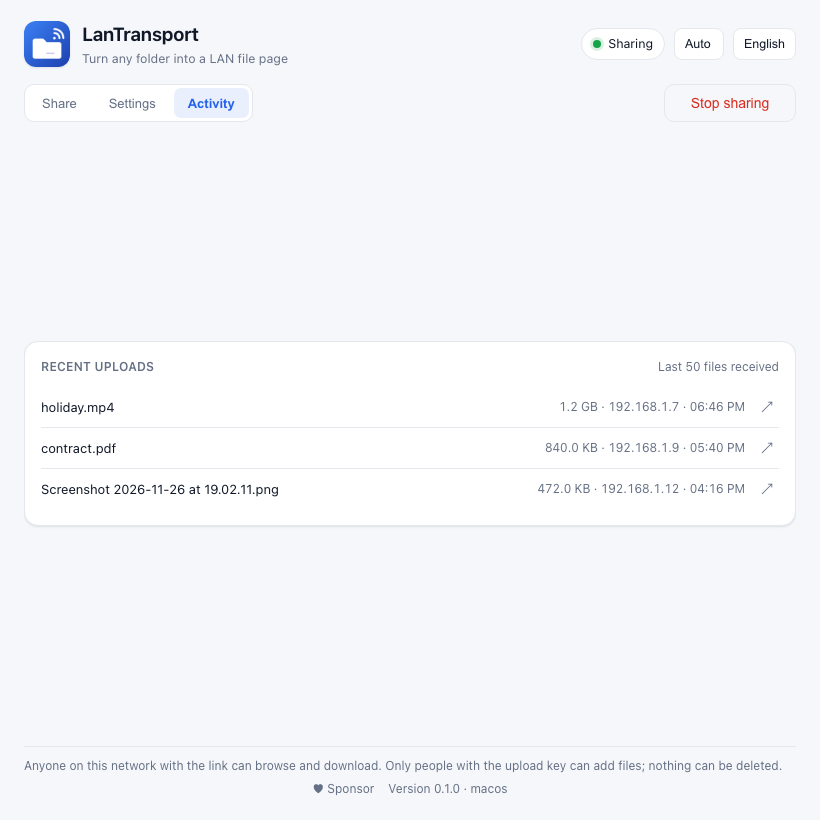 LanTransport
Turn any folder into a LAN file page
Sharing
Auto
English
Share
Settings
Activity
Stop sharing
RECENT UPLOADS
Last 50 files received
holiday.mp4
1.2 GB · 192.168.1.7 · 06:46 PM
contract.pdf
840.0 KB · 192.168.1.9 · 05:40 PM
Screenshot 2026-11-26 at 19.02.11.png
472.0 KB · 192.168.1.12 · 04:16 PM
Anyone on this network with the link can browse and download. Only people with the upload key can add files; nothing can be deleted.
Sponsor
Version 0.1.0 · macos